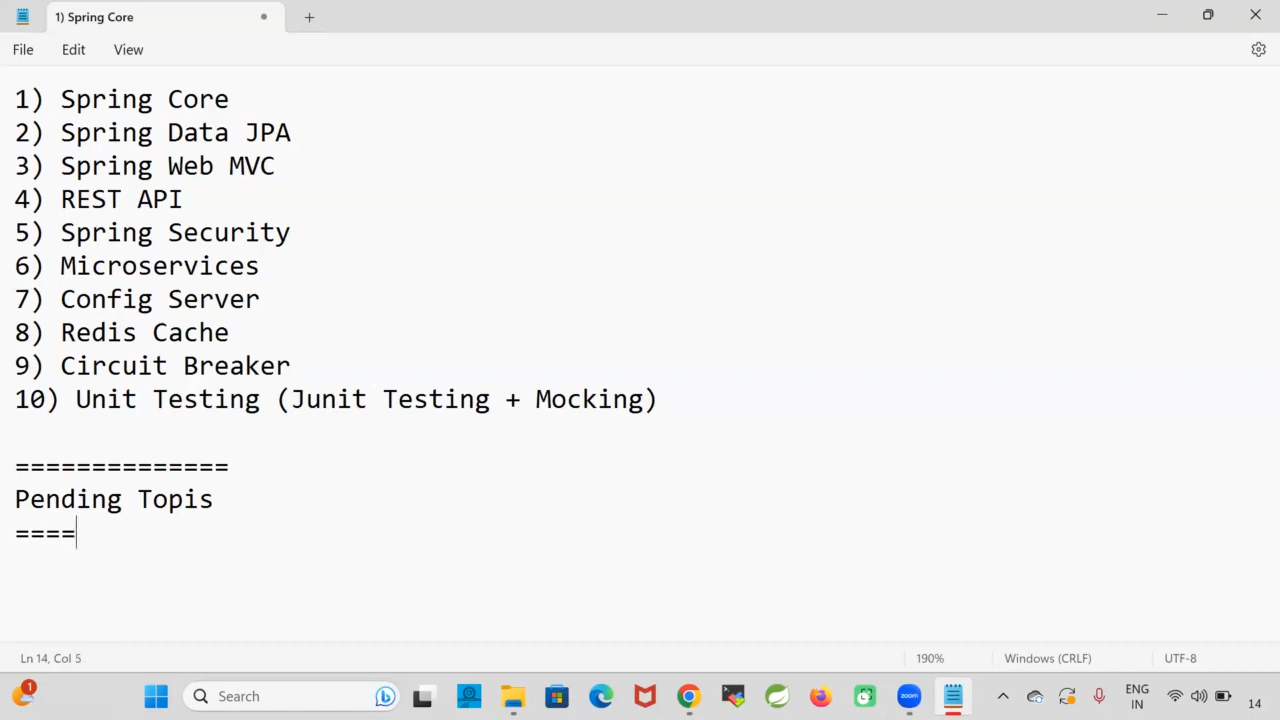 1) Spring Core
File Edit View
1) Spring Core
2) Spring Data JPA
3) Spring Web MVC
4) REST API
5) Spring Security
6) Microservices
7) Config Server
8) Redis Cache
9) Circuit Breaker
10) Unit Testing (Junit Testing + Mocking)
==============
Pending Topis
====
Ln 14, Col 5 190% Windows (CRLF) UTF-8
1 Search zoom ENG 14
IN